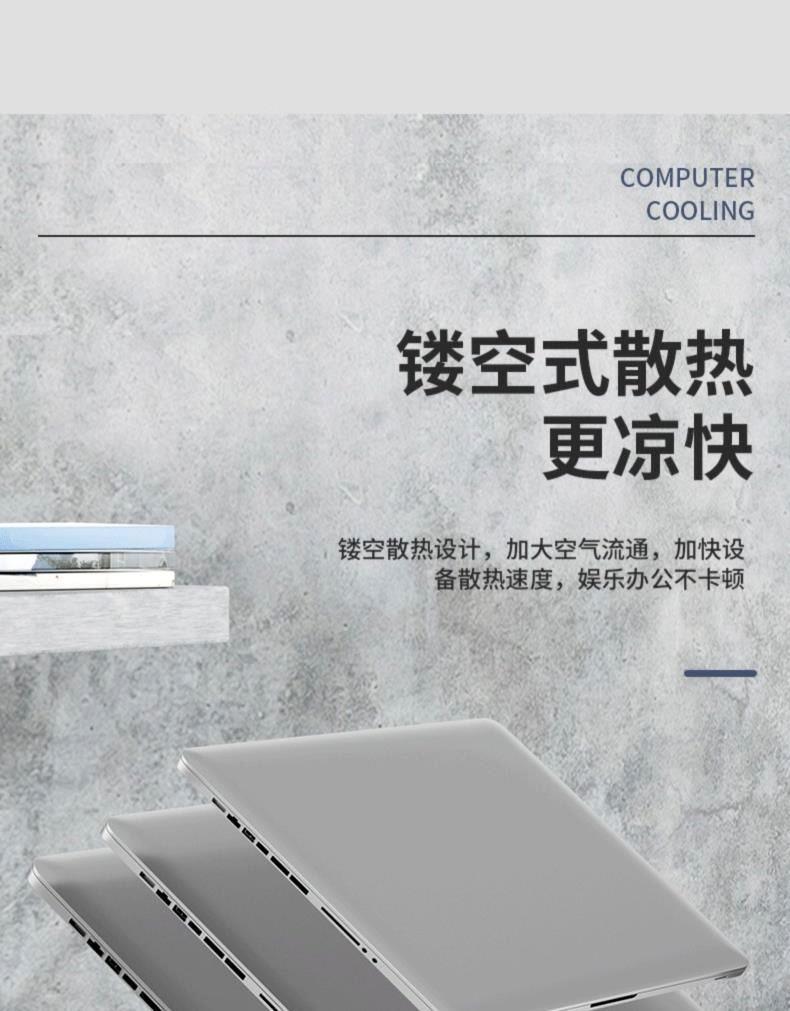 COMPUTER
COOLING
镂空式散热
更凉快
镂空散热设计，加大空气流通，加快设
备散热速度，娱乐办公不卡顿